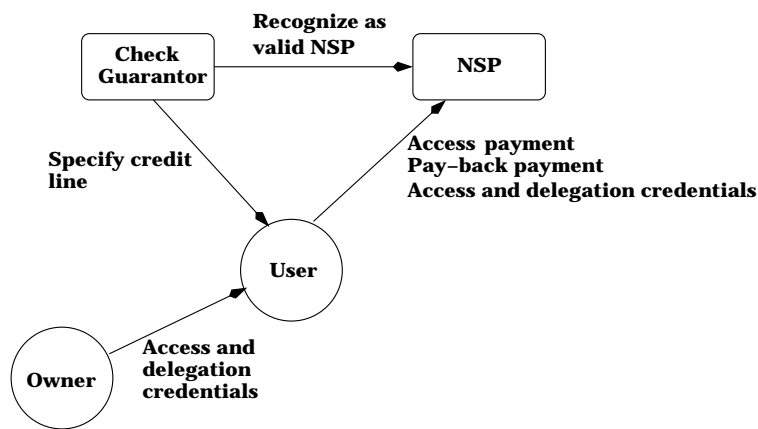 Recognize as
valid NSP
Check
Guarantor
NSP
Specify credit
line
Access payment
Pay−back payment
Access and delegation credentials
User
Access and
delegation
credentials
Owner